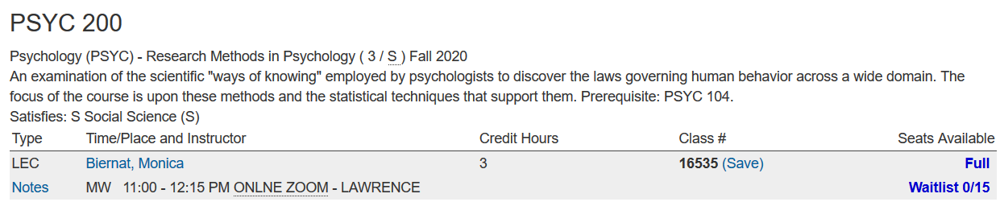 PSYC 200
Psychology (PSYC) - Research Methods in Psychology ( 3 / S ) Fall 2020
An examination of the scientific "ways of knowing" employed by psychologists to discover the laws governing human behavior across a wide domain. The
focus of the course is upon these methods and the statistical techniques that support them. Prerequisite: PSYC 104.
Satisfies: S Social Science (S)
Type Time/Place and Instructor Credit Hours Class # Seats Available
LEC Biernat, Monica 3 16535 (Save) Full
Notes MW 11:00 - 12:15 PM ONLNE ZOOM - LAWRENCE Waitlist 0/15